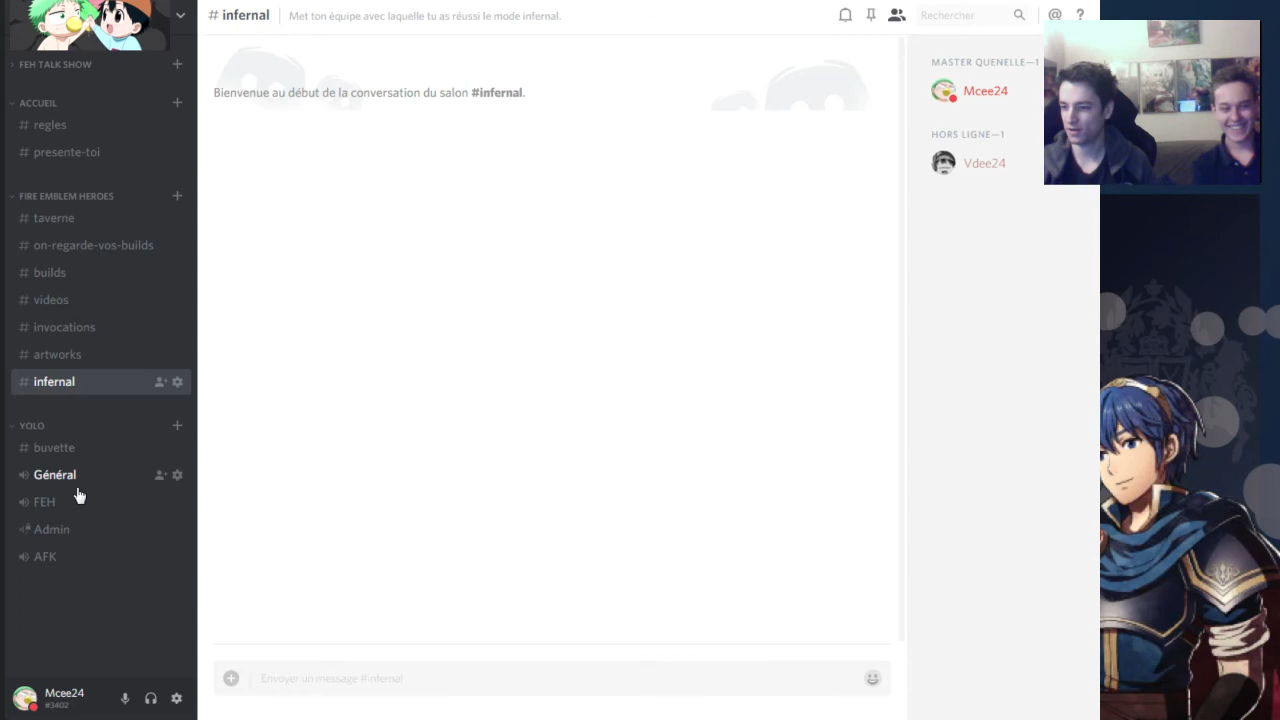 # infernal
Met ton équipe avec laquelle tu as réussi le mode infernal.
Rechercher
@ ?
FEH TALK SHOW +
ACCUEIL +
# regles
# presente-toi
FIRE EMBLEM HEROES +
# taverne
# on-regarde-vos-builds
# builds
# videos
# invocations
# artworks
# infernal
YOLO +
# buvette
Général
FEH
Admin
AFK
Mcee24
#3402
Bienvenue au début de la conversation du salon #infernal.
Envoyer un message #infernal
MASTER QUENELLE—1
Mcee24
HORS LIGNE—1
Vdee24